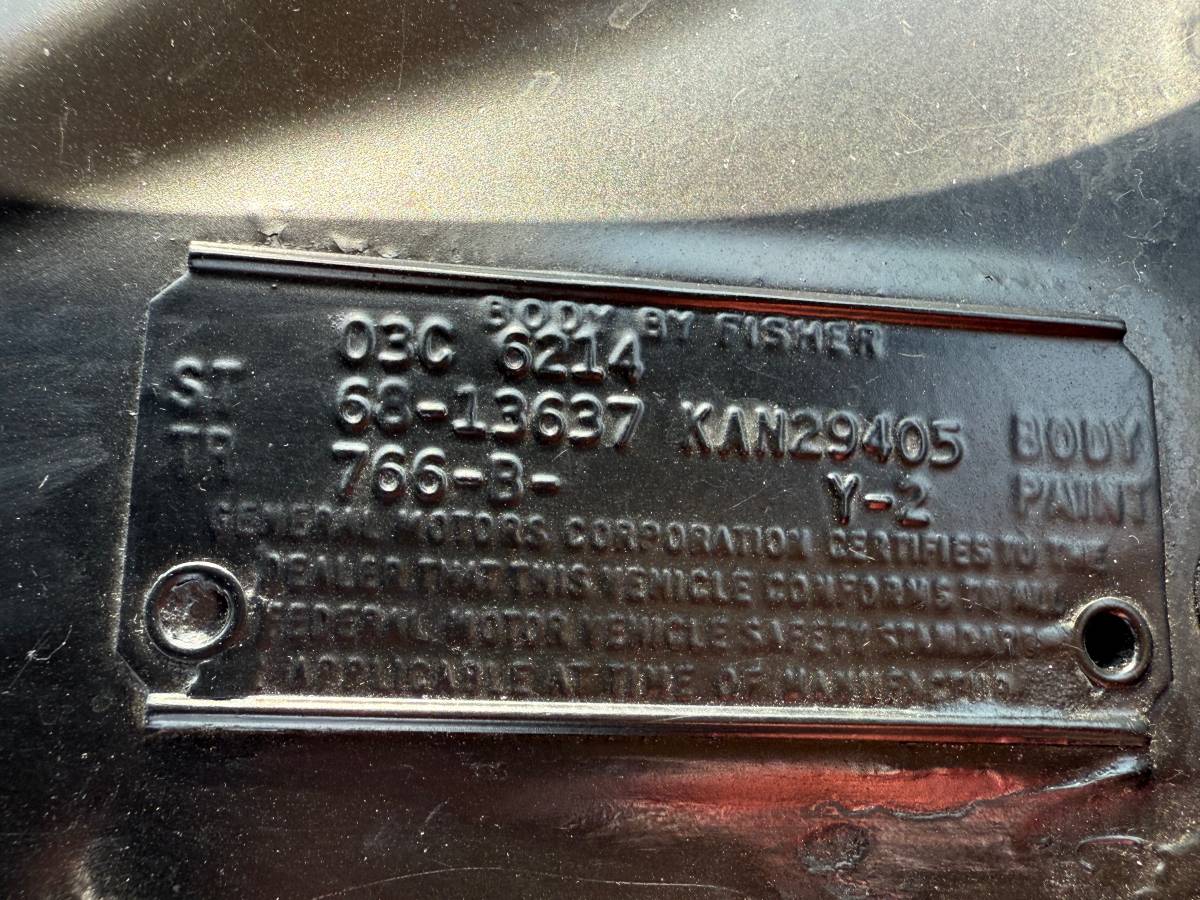 BODY BY FISHER
03C 6214
ST 68-13637 KAN29405 BODY
TR 766-B- Y-2 PAINT
GENERAL MOTORS CORPORATION CERTIFIES TO THE
DEALER THAT THIS VEHICLE CONFORMS TO ALL
FEDERAL MOTOR VEHICLE SAFETY STANDARDS
APPLICABLE AT TIME OF